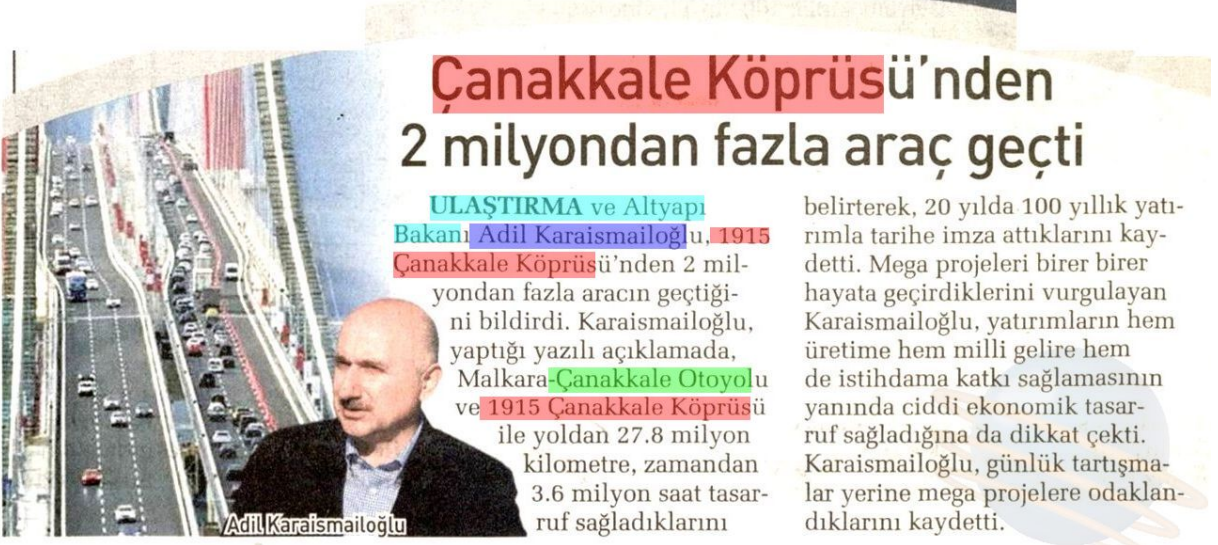 Çanakkale Köprüsü'nden
2 milyondan fazla araç geçti
ULAŞTIRMA ve Altyapı
Bakanı Adil Karaismailoğlu, 1915
Çanakkale Köprüsü'nden 2 mil-
yondan fazla aracın geçtiği-
ni bildirdi. Karaismailoğlu,
yaptığı yazılı açıklamada,
Malkara-Çanakkale Otoyolu
ve 1915 Çanakkale Köprüsü
ile yoldan 27.8 milyon
kilometre, zamandan
3.6 milyon saat tasar-
ruf sağladıklarını
belirterek, 20 yılda 100 yıllık yatı-
rımla tarihe imza attıklarını kay-
detti. Mega projeleri birer birer
hayata geçirdiklerini vurgulayan
Karaismailoğlu, yatırımların hem
üretime hem milli gelire hem
de istihdama katkı sağlamasının
yanında ciddi ekonomik tasar-
ruf sağladığına da dikkat çekti.
Karaismailoğlu, günlük tartışma-
lar yerine mega projelere odaklan-
dıklarını kaydetti.
Adil Karaismailoğlu